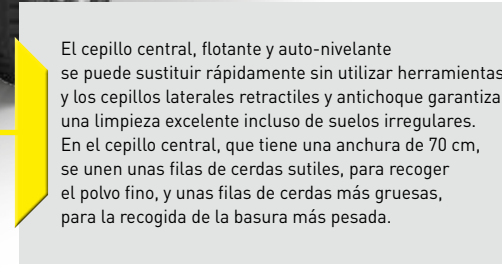 El cepillo central, flotante y auto-nivelante
se puede sustituir rápidamente sin utilizar herramientas
y los cepillos laterales retractiles y antichoque garantiza
una limpieza excelente incluso de suelos irregulares.
En el cepillo central, que tiene una anchura de 70 cm,
se unen unas filas de cerdas sutiles, para recoger
el polvo fino, y unas filas de cerdas más gruesas,
para la recogida de la basura más pesada.